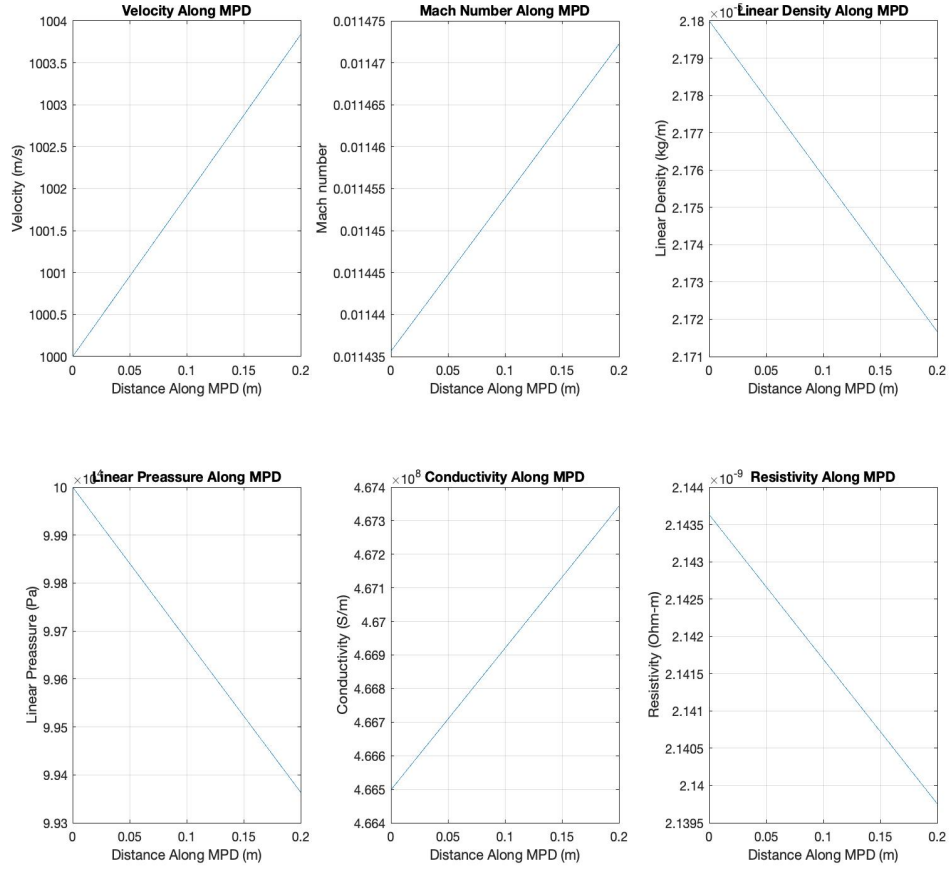 Velocity Along MPD
1004
1003.5
1003
1002.5
1002
1001.5
1001
1000.5
1000
Velocity (m/s)
0 0.05 0.1 0.15 0.2
Distance Along MPD (m)
Mach Number Along MPD
0.011475
0.01147
0.011465
0.01146
0.011455
0.01145
0.011445
0.01144
0.011435
Mach number
0 0.05 0.1 0.15 0.2
Distance Along MPD (m)
Linear Density Along MPD
2.18
2.179
2.178
2.177
2.176
2.175
2.174
2.173
2.172
2.171
Linear Density (kg/m)
0 0.05 0.1 0.15 0.2
Distance Along MPD (m)
Linear Preassure Along MPD
10
9.99
9.98
9.97
9.96
9.95
9.94
9.93
Linear Preassure (Pa)
0 0.05 0.1 0.15 0.2
Distance Along MPD (m)
×10⁸ Conductivity Along MPD
4.674
4.673
4.672
4.671
4.67
4.669
4.668
4.667
4.666
4.665
4.664
Conductivity (S/m)
0 0.05 0.1 0.15 0.2
Distance Along MPD (m)
×10⁻⁹ Resistivity Along MPD
2.144
2.1435
2.143
2.1425
2.142
2.1415
2.141
2.1405
2.14
2.1395
Resistivity (Ohm-m)
0 0.05 0.1 0.15 0.2
Distance Along MPD (m)